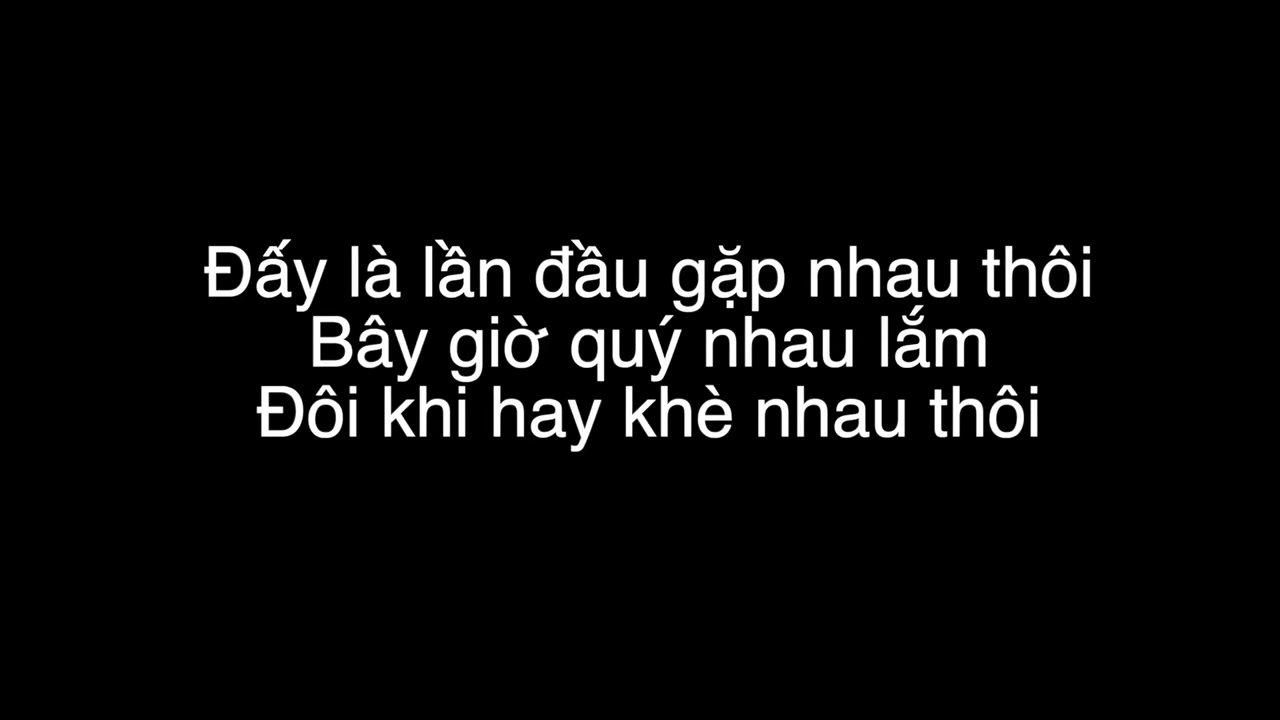 Đấy là lần đầu gặp nhau thôi
Bây giờ quý nhau lắm
Đôi khi hay khè nhau thôi